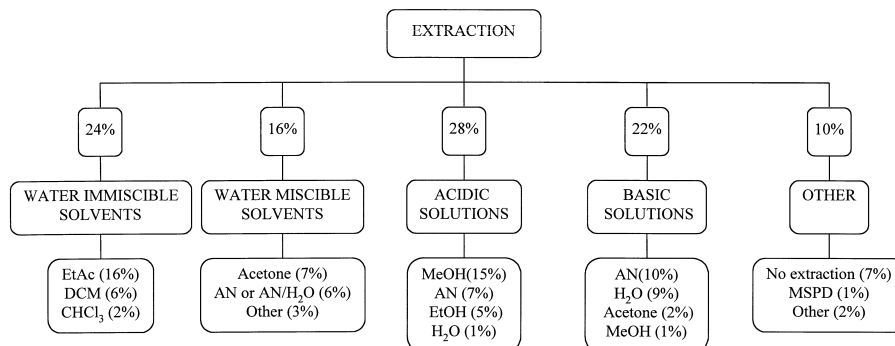 EXTRACTION
24%
16%
28%
22%
10%
WATER IMMISCIBLE
SOLVENTS
WATER MISCIBLE
SOLVENTS
ACIDIC
SOLUTIONS
BASIC
SOLUTIONS
OTHER
EtAc (16%)
DCM (6%)
CHCl₃ (2%)
Acetone (7%)
AN or AN/H₂O (6%)
Other (3%)
MeOH(15%)
AN (7%)
EtOH (5%)
H₂O (1%)
AN(10%)
H₂O (9%)
Acetone (2%)
MeOH (1%)
No extraction (7%)
MSPD (1%)
Other (2%)